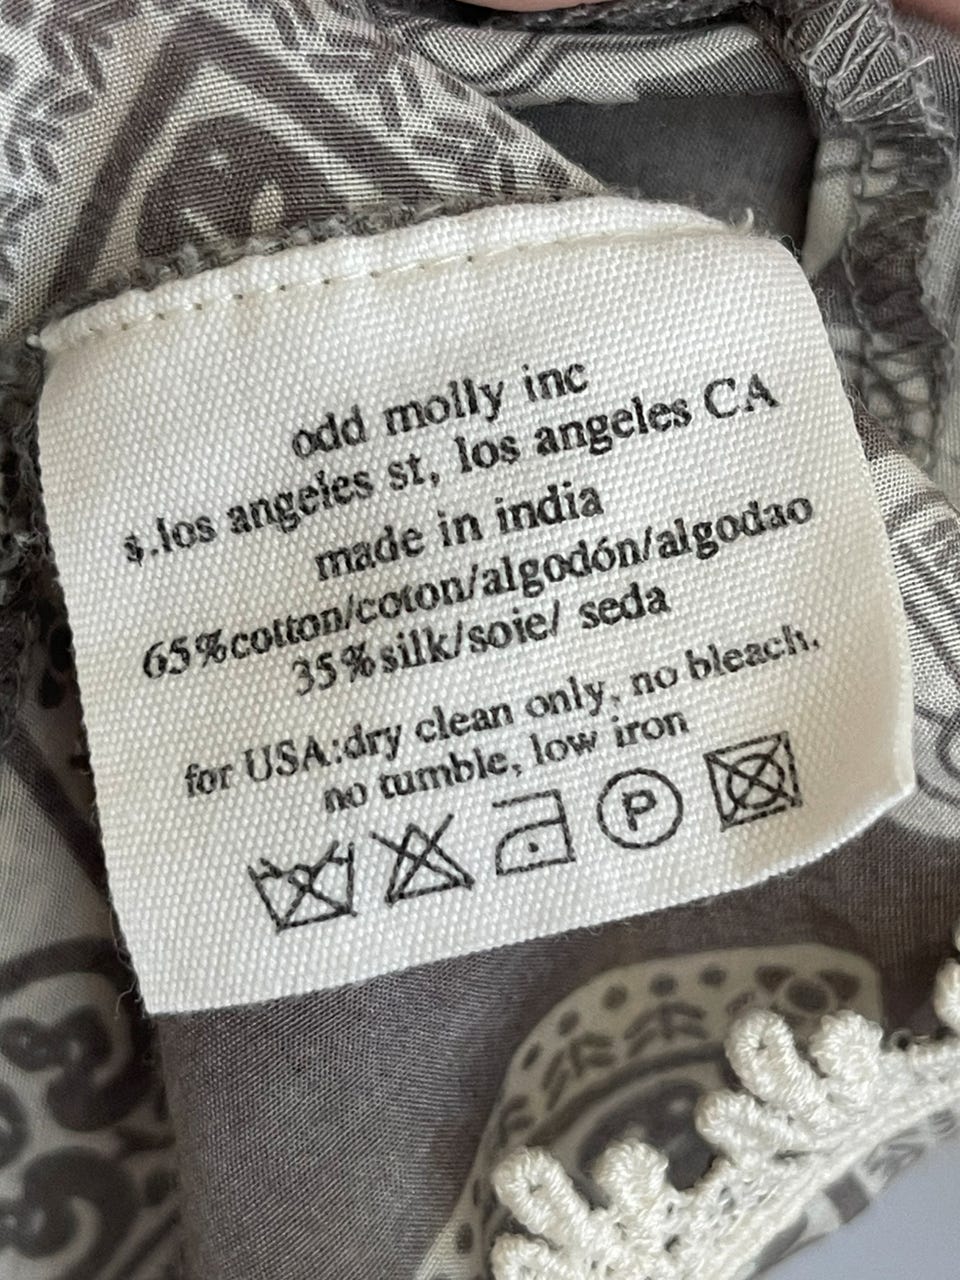 odd molly inc
s.los angeles st, los angeles CA
made in india
65%cotton/coton/algodón/algodao
35%silk/soie/ seda
for USA:dry clean only, no bleach,
no tumble, low iron
P